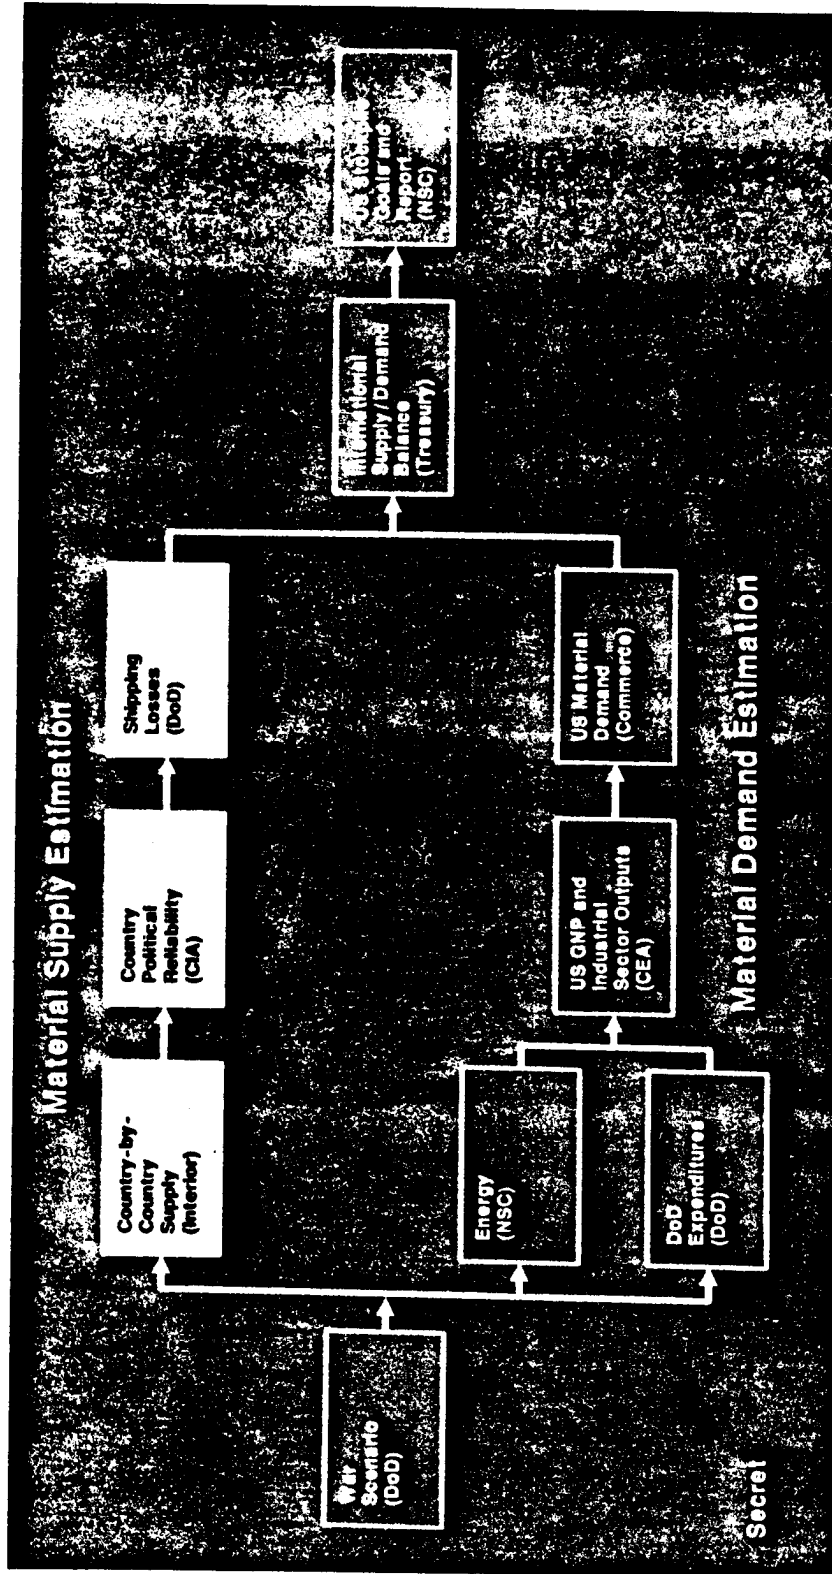 Material Supply Estimation
War
Scenario
(DoD)
Country-by-
Country
Supply
(Interior)
Country
Political
Reliability
(CIA)
Shipping
Losses
(DoD)
Energy
(NSC)
DoD
Expenditures
(DoD)
US GNP and
Industrial
Sector Outputs
(CEA)
US Material
Demand
(Commerce)
International
Supply/Demand
Balance
(Treasury)
US Stockpile
Goals and
Report
(NSC)
Material Demand Estimation
Secret